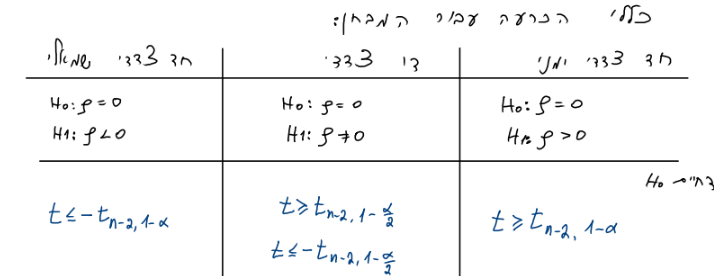 כללי הכרעה עבור המבחן:
חד צדדי ימני	דו צדדי	חד צדדי שמאלי
H₀: ρ = 0	H₀: ρ = 0	H₀: ρ = 0
H₁: ρ > 0	H₁: ρ ≠ 0	H₁: ρ < 0
דחיית H₀
t ≥ t_{n-2, 1-α}	t ≥ t_{n-2, 1-α/2}	t ≤ -t_{n-2, 1-α}
t ≤ -t_{n-2, 1-α/2}